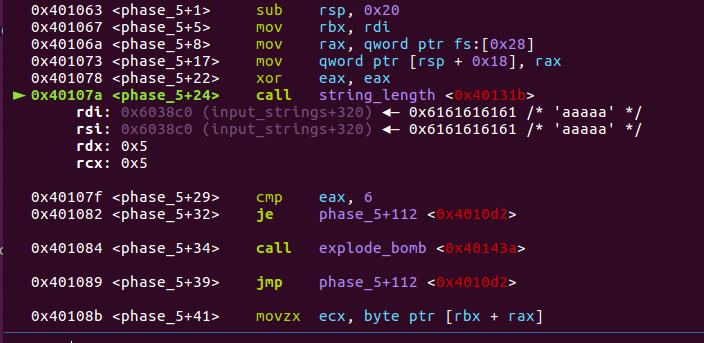 0x401063 <phase_5+1> sub rsp, 0x20
0x401067 <phase_5+5> mov rbx, rdi
0x40106a <phase_5+8> mov rax, qword ptr fs:[0x28]
0x401073 <phase_5+17> mov qword ptr [rsp + 0x18], rax
0x401078 <phase_5+22> xor eax, eax
► 0x40107a <phase_5+24> call string_length <0x40131b>
rdi: 0x6038c0 (input_strings+320) ◄— 0x6161616161 /* 'aaaaa' */
rsi: 0x6038c0 (input_strings+320) ◄— 0x6161616161 /* 'aaaaa' */
rdx: 0x5
rcx: 0x5
0x40107f <phase_5+29> cmp eax, 6
0x401082 <phase_5+32> je phase_5+112 <0x4010d2>
0x401084 <phase_5+34> call explode_bomb <0x40143a>
0x401089 <phase_5+39> jmp phase_5+112 <0x4010d2>
0x40108b <phase_5+41> movzx ecx, byte ptr [rbx + rax]